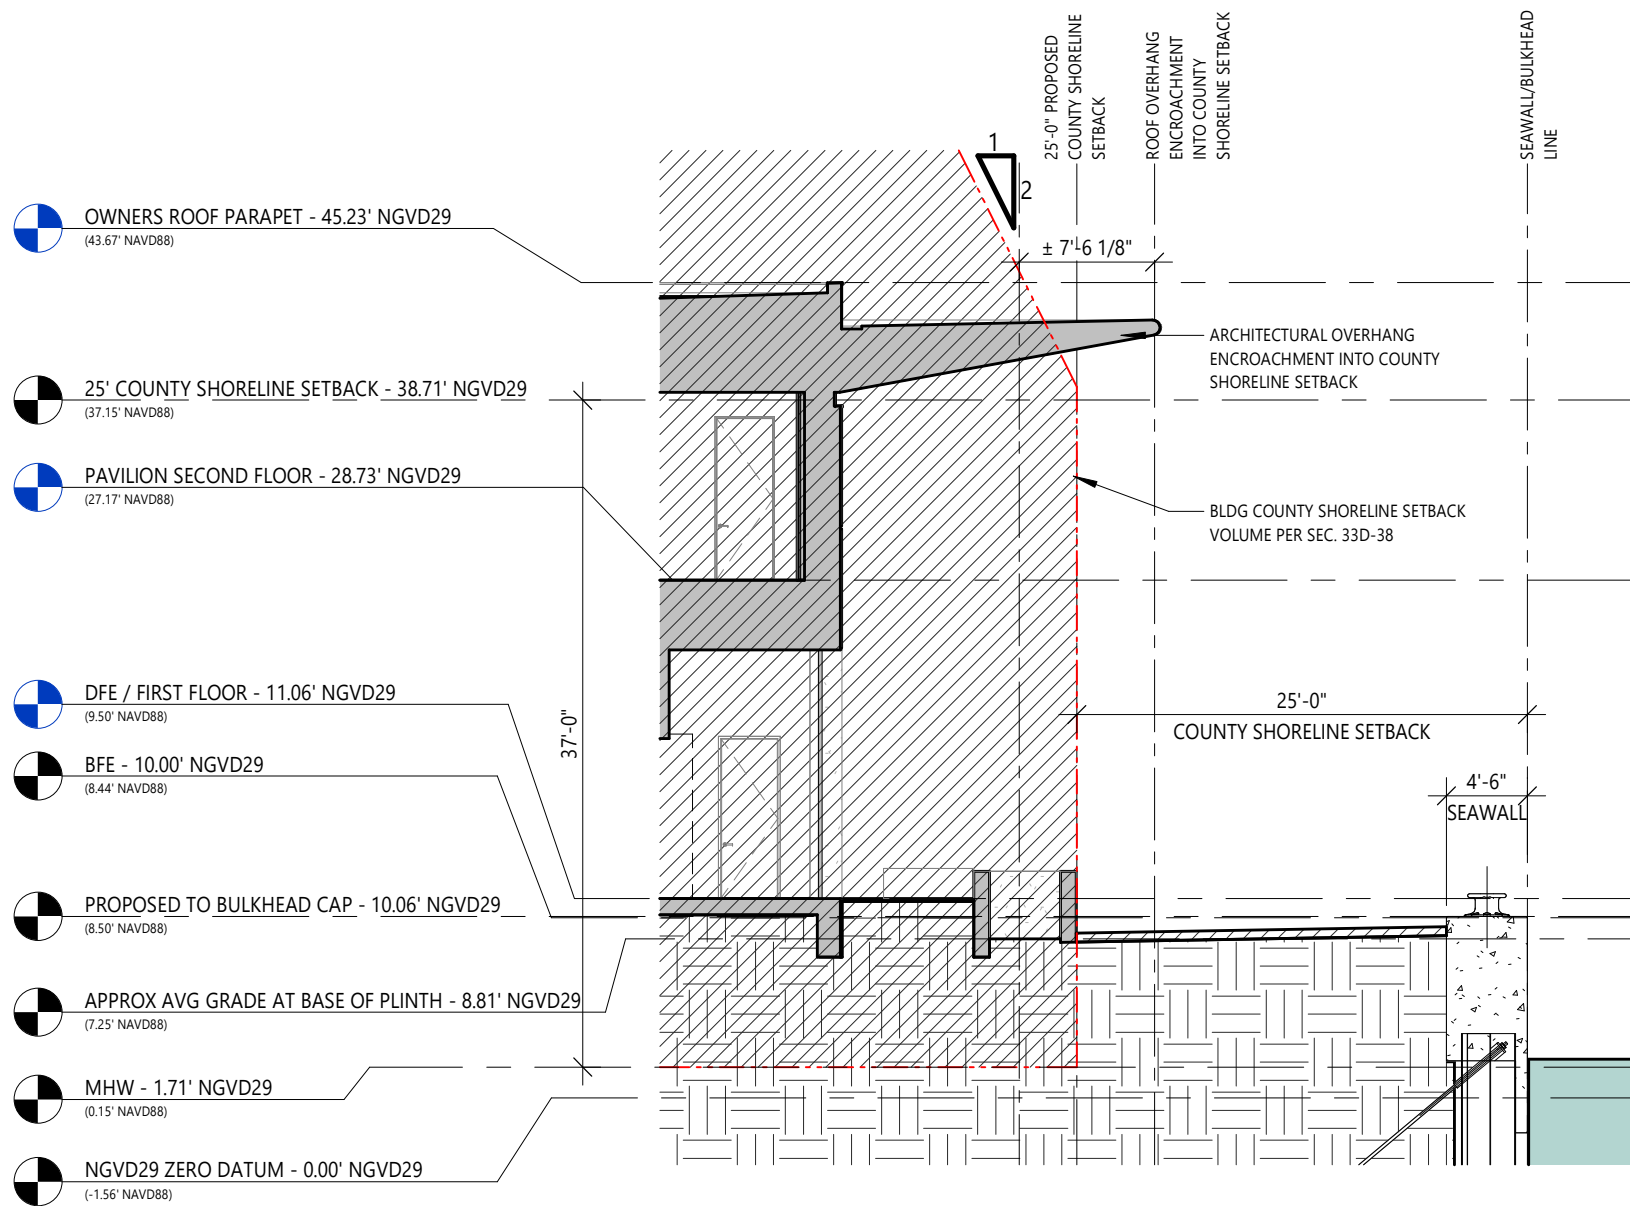 25'-0" PROPOSED
COUNTY SHORELINE
SETBACK
ROOF OVERHANG
ENCROACHMENT
INTO COUNTY
SHORELINE SETBACK
SEAWALL/BULKHEAD
LINE
1
2
± 7'-6 1/8"
OWNERS ROOF PARAPET - 45.23' NGVD29
(43.67' NAVD88)
ARCHITECTURAL OVERHANG
ENCROACHMENT INTO COUNTY
SHORELINE SETBACK
25' COUNTY SHORELINE SETBACK - 38.71' NGVD29
(37.15' NAVD88)
PAVILION SECOND FLOOR - 28.73' NGVD29
(27.17' NAVD88)
BLDG COUNTY SHORELINE SETBACK
VOLUME PER SEC. 33D-38
DFE / FIRST FLOOR - 11.06' NGVD29
(9.50' NAVD88)
37'-0"
25'-0"
COUNTY SHORELINE SETBACK
BFE - 10.00' NGVD29
(8.44' NAVD88)
4'-6"
SEAWALL
PROPOSED TO BULKHEAD CAP - 10.06' NGVD29
(8.50' NAVD88)
APPROX AVG GRADE AT BASE OF PLINTH - 8.81' NGVD29
(7.25' NAVD88)
MHW - 1.71' NGVD29
(0.15' NAVD88)
NGVD29 ZERO DATUM - 0.00' NGVD29
(-1.56' NAVD88)